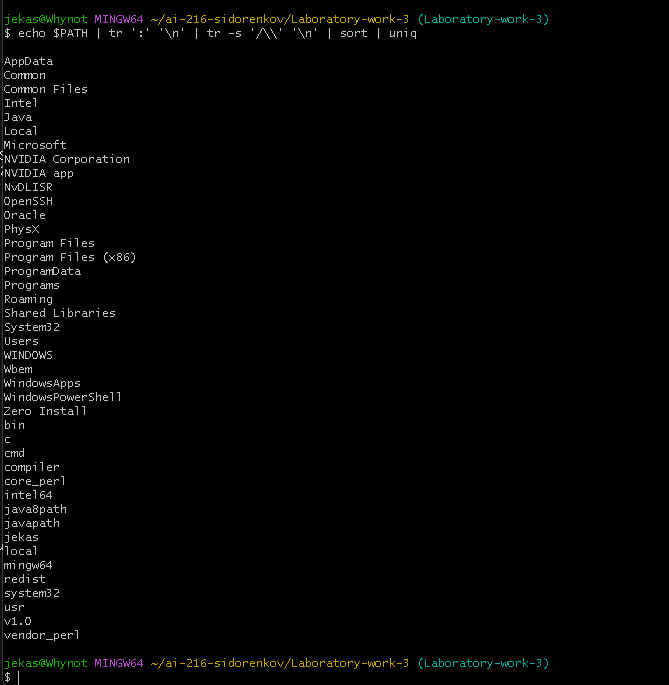 jekas@Whynot MINGW64 ~/ai-216-sidorenkov/Laboratory-work-3 (Laboratory-work-3)
$ echo $PATH | tr ':' '\n' | tr -s '/\\' '\n' | sort | uniq
AppData
Common
Common Files
Intel
Java
Local
Microsoft
NVIDIA Corporation
NVIDIA app
NvDLISR
OpenSSH
Oracle
PhysX
Program Files
Program Files (x86)
ProgramData
Programs
Roaming
Shared Libraries
System32
Users
WINDOWS
Wbem
WindowsApps
WindowsPowerShell
Zero Install
bin
c
cmd
compiler
core_perl
intel64
java8path
javapath
jekas
local
mingw64
redist
system32
usr
v1.0
vendor_perl
jekas@Whynot MINGW64 ~/ai-216-sidorenkov/Laboratory-work-3 (Laboratory-work-3)
$